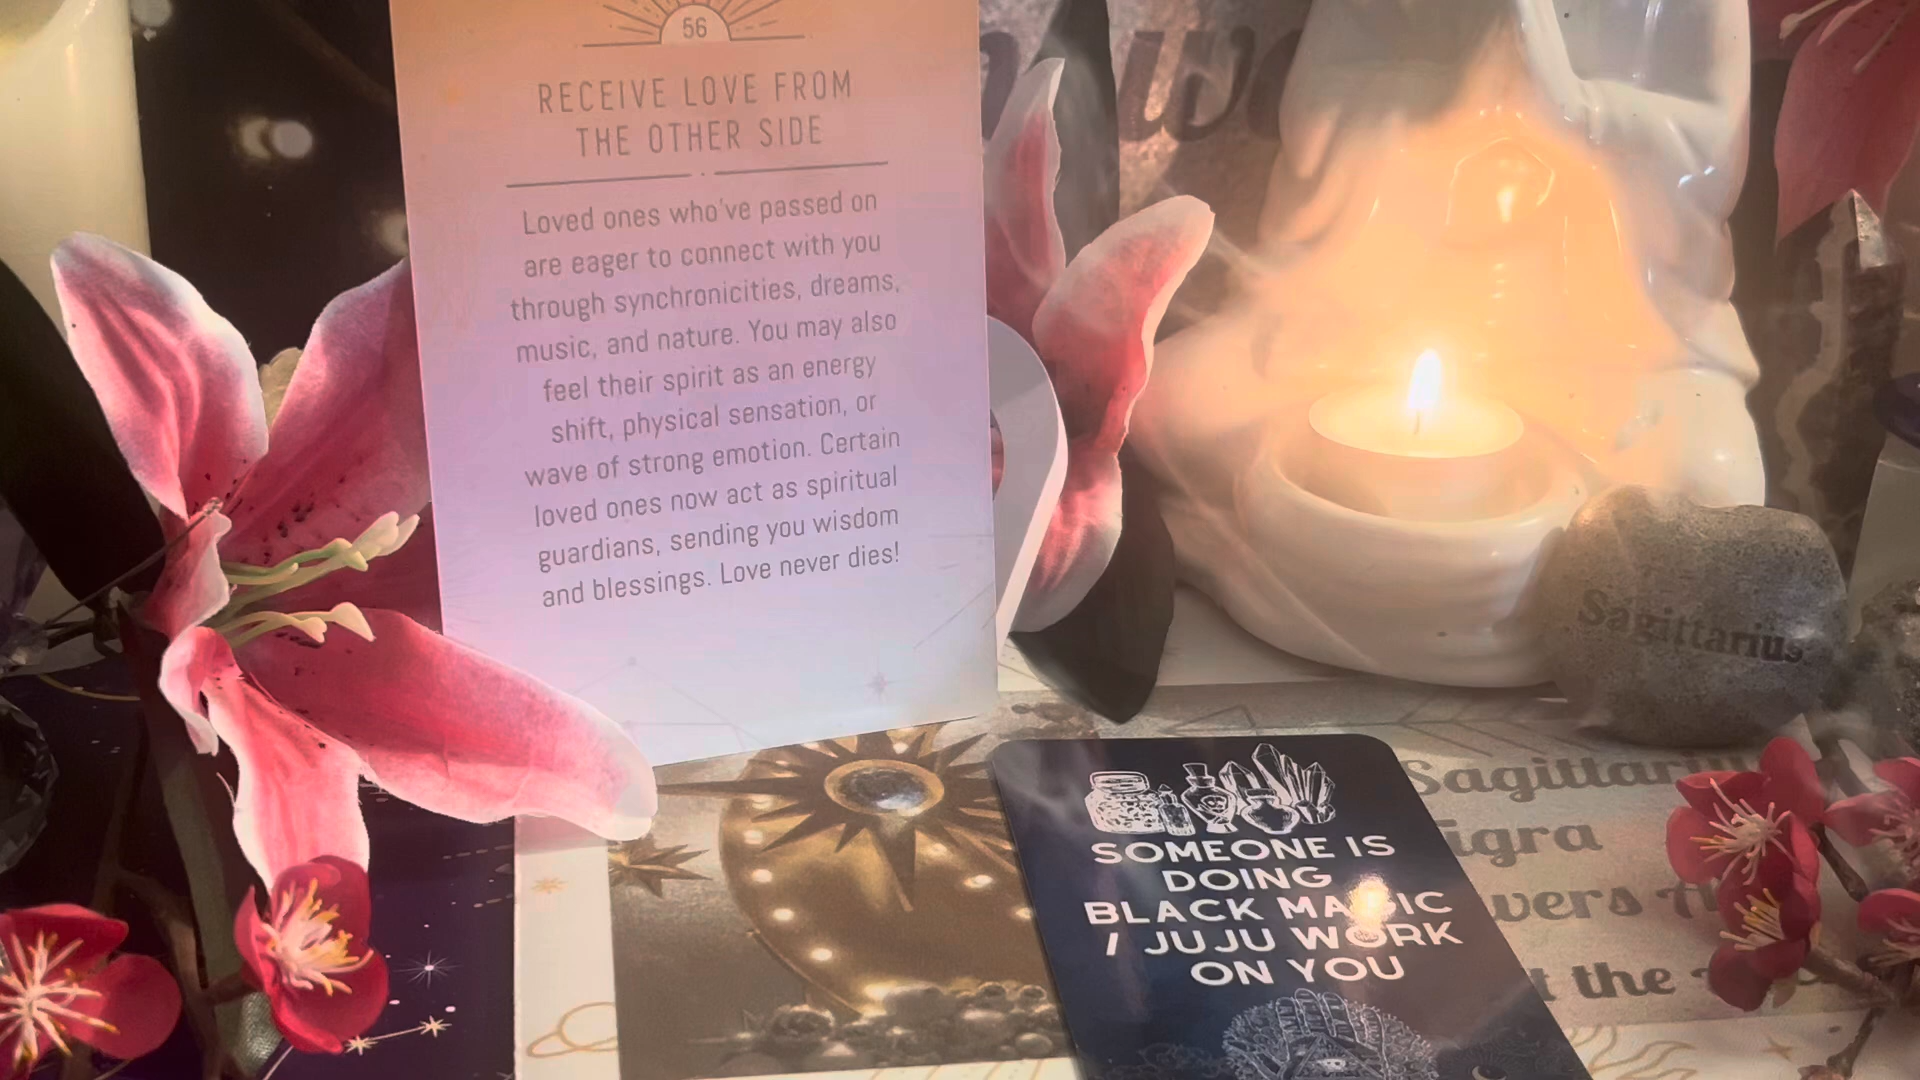 56
RECEIVE LOVE FROM
THE OTHER SIDE
Loved ones who've passed on
are eager to connect with you
through synchronicities, dreams,
music, and nature. You may also
feel their spirit as an energy
shift, physical sensation, or
wave of strong emotion. Certain
loved ones now act as spiritual
guardians, sending you wisdom
and blessings. Love never dies!
Sagittarius
SOMEONE IS
DOING
BLACK MAGIC
/ JUJU WORK
ON YOU
the